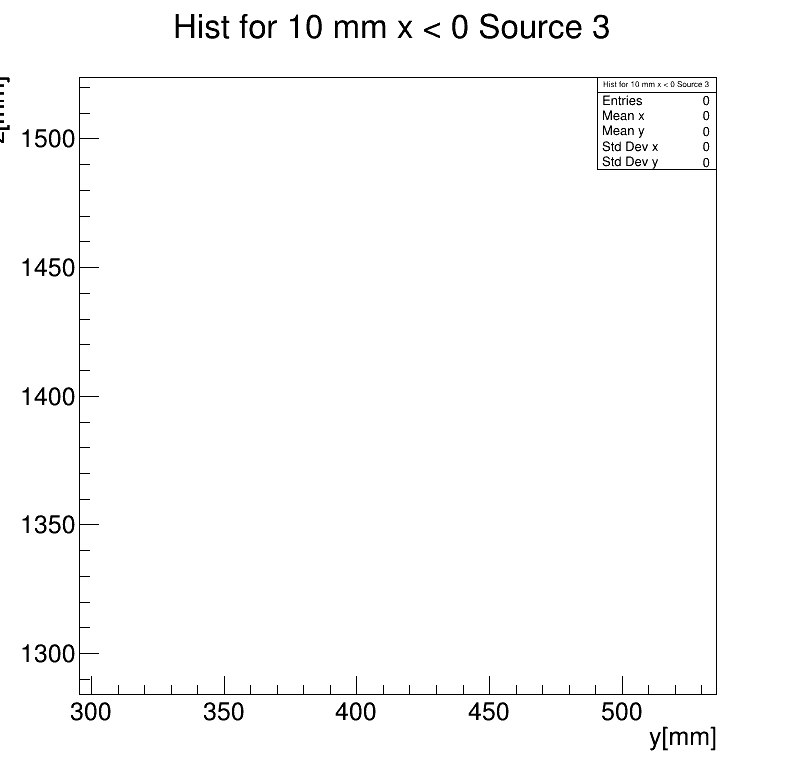 Hist for 10 mm x < 0 Source 3
z[mm]
Hist for 10 mm x < 0 Source 3
Entries 0
Mean x 0
Mean y 0
Std Dev x 0
Std Dev y 0
1500
1450
1400
1350
1300
300 350 400 450 500
y[mm]